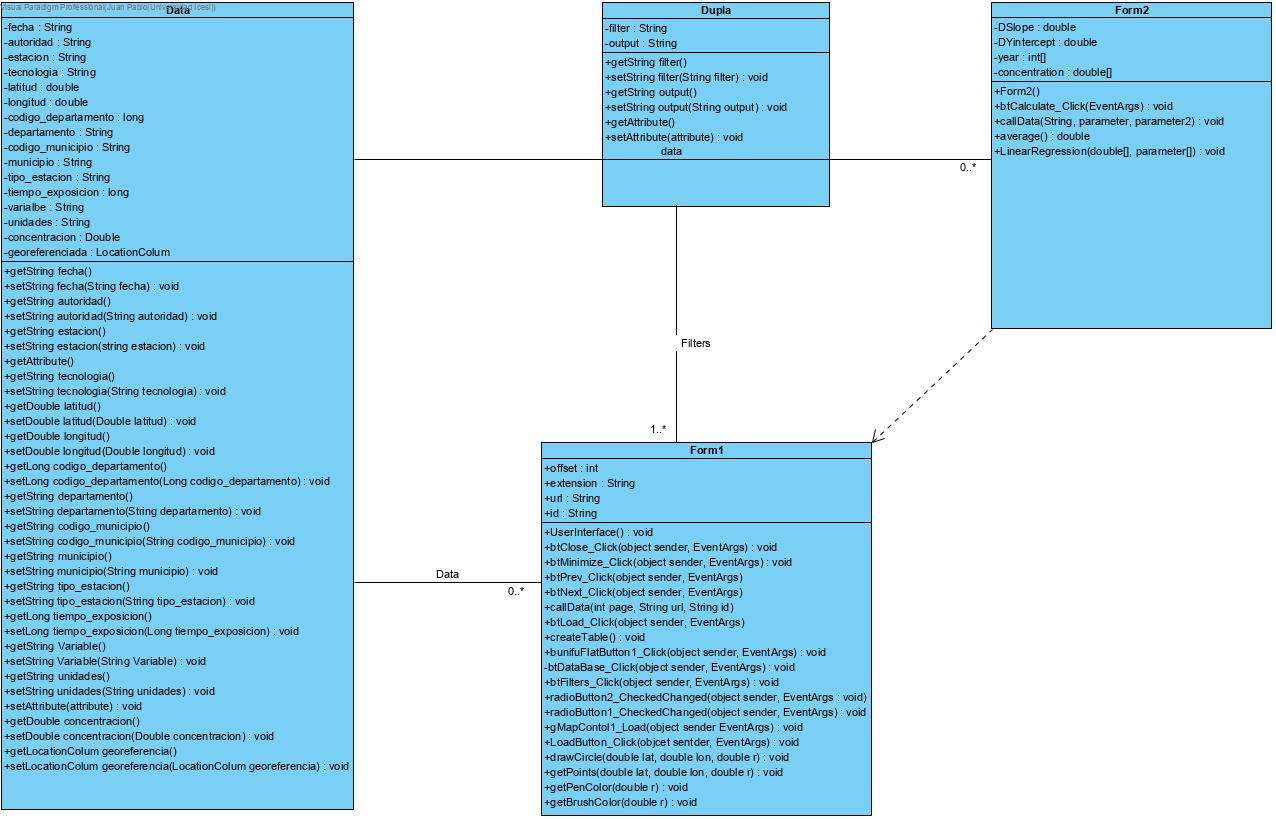 Visual Paradigm Professional(Juan Pablo(Universidad Icesi))
Data
-fecha : String
-autoridad : String
-estacion : String
-tecnologia : String
-latitud : double
-longitud : double
-codigo_departamento : long
-departamento : String
-codigo_municipio : String
-municipio : String
-tipo_estacion : String
-tiempo_exposicion : long
-varialbe : String
-unidades : String
-concentracion : Double
-georeferenciada : LocationColum
+getString fecha()
+setString fecha(String fecha) : void
+getString autoridad()
+setString autoridad(String autoridad) : void
+getString estacion()
+setString estacion(string estacion) : void
+getAttribute()
+getString tecnologia()
+setString tecnologia(String tecnologia) : void
+getDouble latitud()
+setDouble latitud(Double latitud) : void
+getDouble longitud()
+setDouble longitud(Double longitud) : void
+getLong codigo_departamento()
+setLong codigo_departamento(Long codigo_departamento) : void
+getString departamento()
+setString departamento(String departamento) : void
+getString codigo_municipio()
+setString codigo_municipio(String codigo_municipio) : void
+getString municipio()
+setString municipio(String municipio) : void
+getString tipo_estacion()
+setString tipo_estacion(String tipo_estacion) : void
+getLong tiempo_exposicion()
+setLong tiempo_exposicion(Long tiempo_exposicion) : void
+getString Variable()
+setString Variable(String Variable) : void
+getString unidades()
+setString unidades(String unidades) : void
+setAttribute(attribute) : void
+getDouble concentracion()
+setDouble concentracion(Double concentracion) : void
+getLocationColum georeferencia()
+setLocationColum georeferencia(LocationColum georeferencia) : void
Dupla
-filter : String
-output : String
+getString filter()
+setString filter(String filter) : void
+getString output()
+setString output(String output) : void
+getAttribute()
+setAttribute(attribute) : void
data
0..*
Form2
-DSlope : double
-DYintercept : double
-year : int[]
-concentration : double[]
+Form2()
+btCalculate_Click(EventArgs) : void
+callData(String, parameter, parameter2) : void
+average() : double
+LinearRegression(double[], parameter[]) : void
Filters
1..*
Data
0..*
Form1
+offset : int
+extension : String
+url : String
+id : String
+UserInterface() : void
+btClose_Click(object sender, EventArgs) : void
+btMinimize_Click(object sender, EventArgs) : void
+btPrev_Click(object sender, EventArgs)
+btNext_Click(object sender, EventArgs)
+callData(int page, String url, String id)
+btLoad_Click(object sender, EventArgs)
+createTable() : void
+bunifuFlatButton1_Click(object sender, EventArgs) : void
-btDataBase_Click(object sender, EventArgs) : void
+btFilters_Click(object sender, EventArgs) : void
+radioButton2_CheckedChanged(object sender, EventArgs : void)
+radioButton1_CheckedChanged(object sender, EventArgs) : void
+gMapContol1_Load(object sender EventArgs) : void
+LoadButton_Click(objcet sentder, EventArgs) : void
+drawCircle(double lat, double lon, double r) : void
+getPoints(double lat, double lon, double r) : void
+getPenColor(double r) : void
+getBrushColor(double r) : void